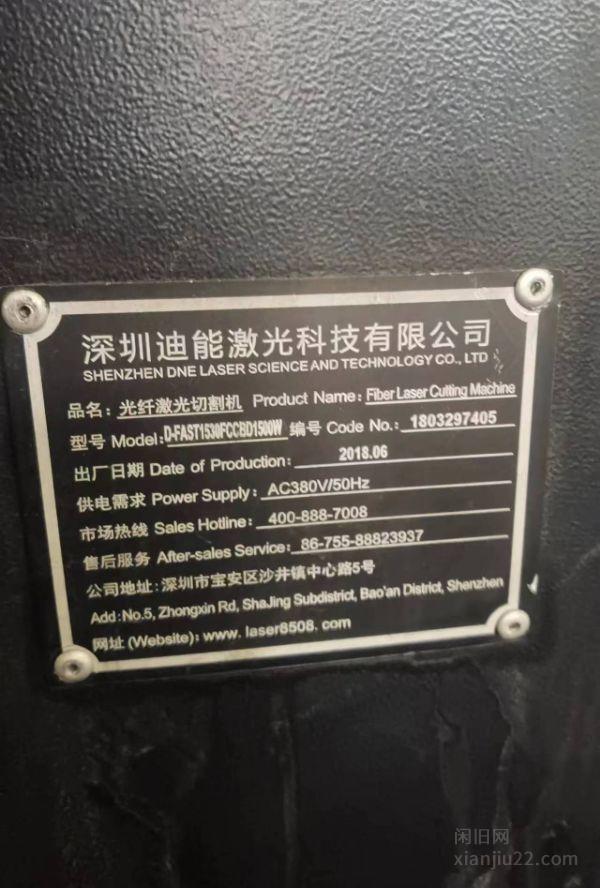 深圳迪能激光科技有限公司
SHENZHEN DNE LASER SCIENCE AND TECHNOLOGY CO., LTD
品名: 光纤激光切割机 Product Name: Fiber Laser Cutting Machine
型号 Model: D-FAST1530FCCBD1500W 编号 Code No.: 1803297405
出厂日期 Date of Production: 2018.06
供电需求 Power Supply: AC380V/50Hz
市场热线 Sales Hotline: 400-888-7008
售后服务 After-sales Service: 86-755-88823937
公司地址: 深圳市宝安区沙井镇中心路5号
Add: No.5, Zhongxin Rd, ShaJing Subdistrict, Bao'an District, Shenzhen
网址 (Website): www. laser8508. com
闲旧网
xianjiu22.com